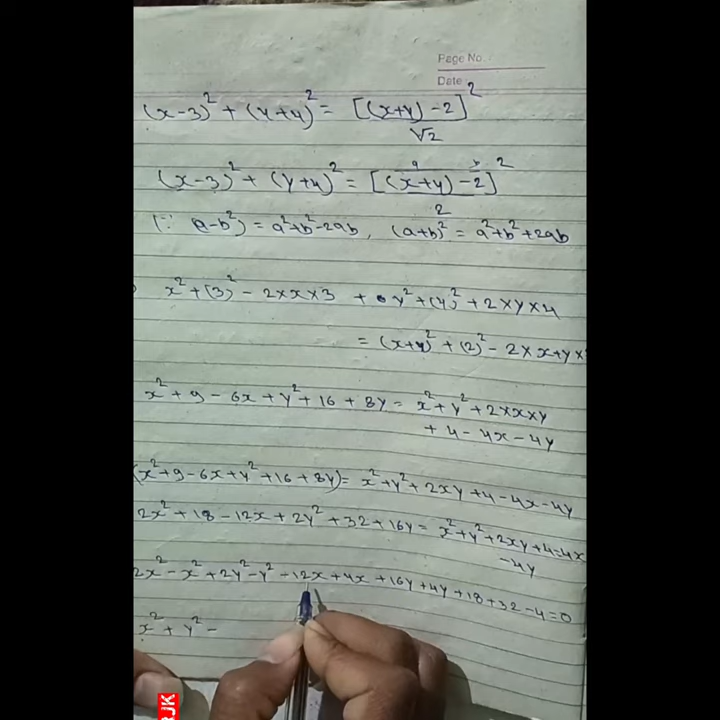 Page No.
Date
(x-3)² + (y+4)² = [(x+y) -2]²
√2
(x-3)² + (y+4)² = [(x+y) -2]²
2
(∵ (a-b²) = a²+b²-2ab, (a+b)² = a²+b²+2ab
x² + (3)² - 2×x×3 + y² + (4)² + 2×y×4
= (x+y)² + (2)² - 2×x+y×
x² + 9 - 6x + y² + 16 + 8y = x² + y² + 2×x×y
+ 4 - 4x - 4y
(x²+9-6x+y²+16+8y) = x²+y²+2xy+4-4x-4y
2x² + 18 - 12x + 2y² + 32 + 16y = x²+y²+2xy+4-4x
-4y
2x² - x² + 2y² - y² - 12x + 4x + 16y + 4y + 18 + 32 - 4 = 0
x² + y² -
RJK